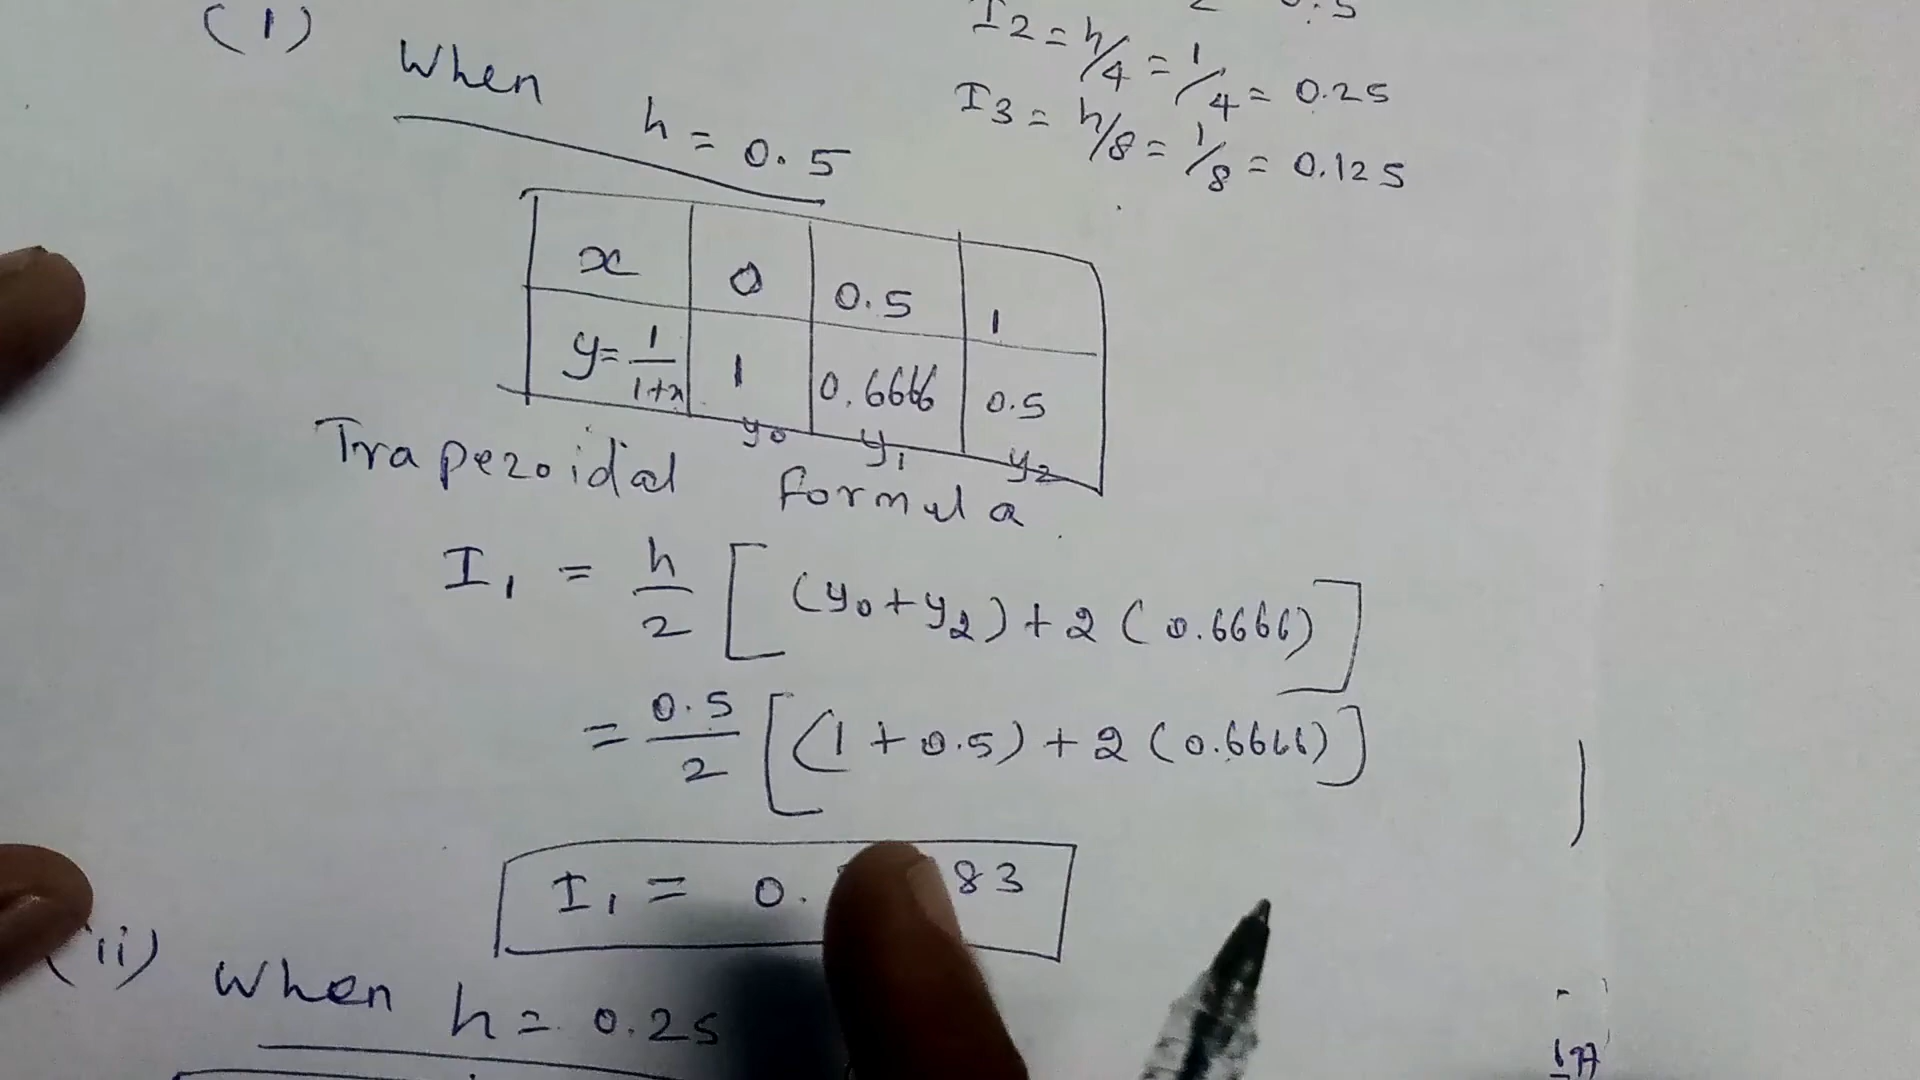 (i) When h = 0.5
I2 = h/4 = 1/4 = 0.25
I3 = h/8 = 1/8 = 0.125
x 0 0.5 1
y = 1/1+x 1 0.6666 0.5
y0 y1 y2
Trapezoidal formula
I1 = h/2 [(y0+y2)+2(0.6666)]
= 0.5/2 [(1+0.5)+2(0.6666)]
I1 = 0. 83
(ii) When h = 0.25